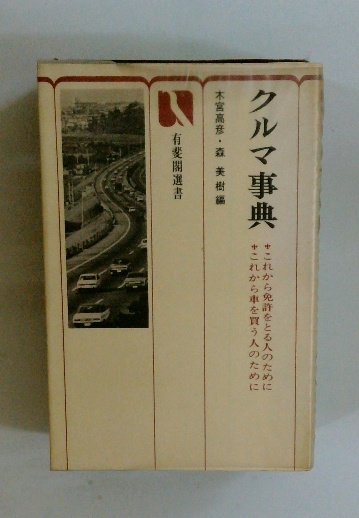 クルマ事典
＋これから免許をとる人のために
＋これから車を買う人のために
木宮高彦・森 美樹 編
有斐閣選書